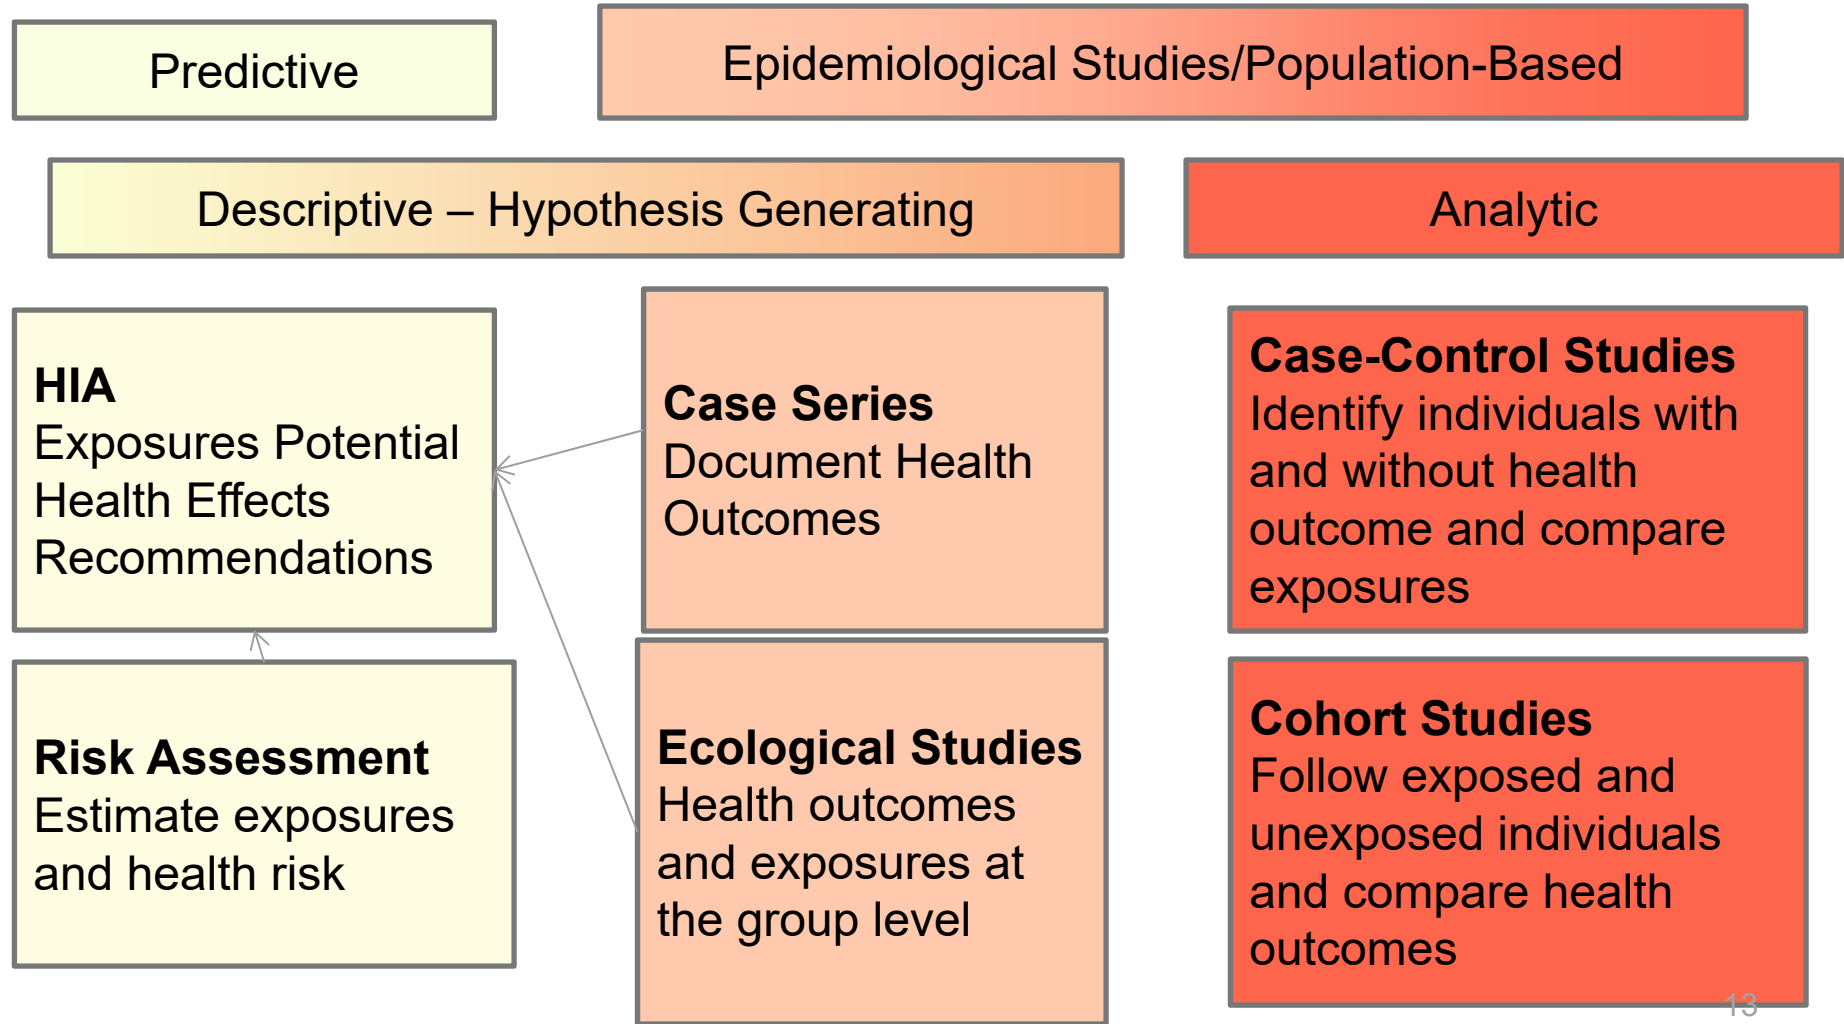 Predictive
Epidemiological Studies/Population-Based
Descriptive – Hypothesis Generating
Analytic
HIA
Exposures Potential
Health Effects
Recommendations
Case Series
Document Health
Outcomes
Case-Control Studies
Identify individuals with
and without health
outcome and compare
exposures
Risk Assessment
Estimate exposures
and health risk
Ecological Studies
Health outcomes
and exposures at
the group level
Cohort Studies
Follow exposed and
unexposed individuals
and compare health
outcomes
13